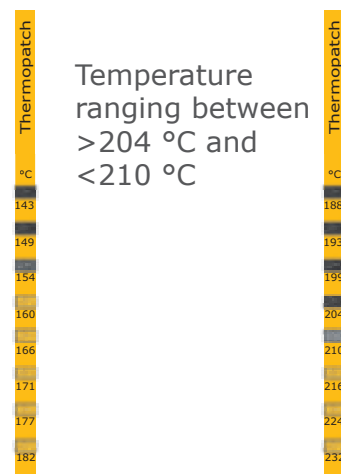 Thermopatch
°C
143
149
154
160
166
171
177
182
Temperature
ranging between
>204 °C and
<210 °C
Thermopatch
°C
188
193
199
204
210
216
224
232